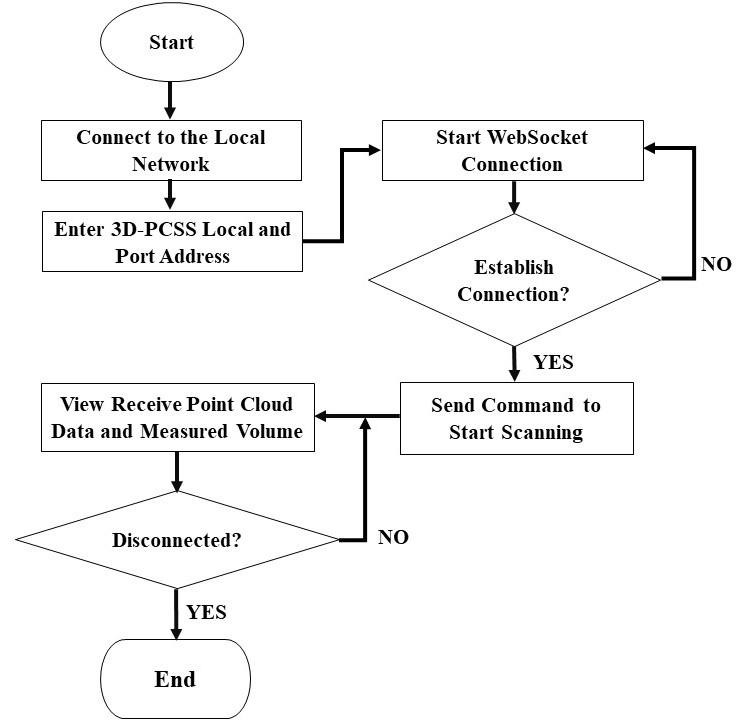 Start
Connect to the Local
Network
Enter 3D-PCSS Local and
Port Address
Start WebSocket
Connection
Establish
Connection?
NO
YES
Send Command to
Start Scanning
View Receive Point Cloud
Data and Measured Volume
Disconnected?
NO
YES
End